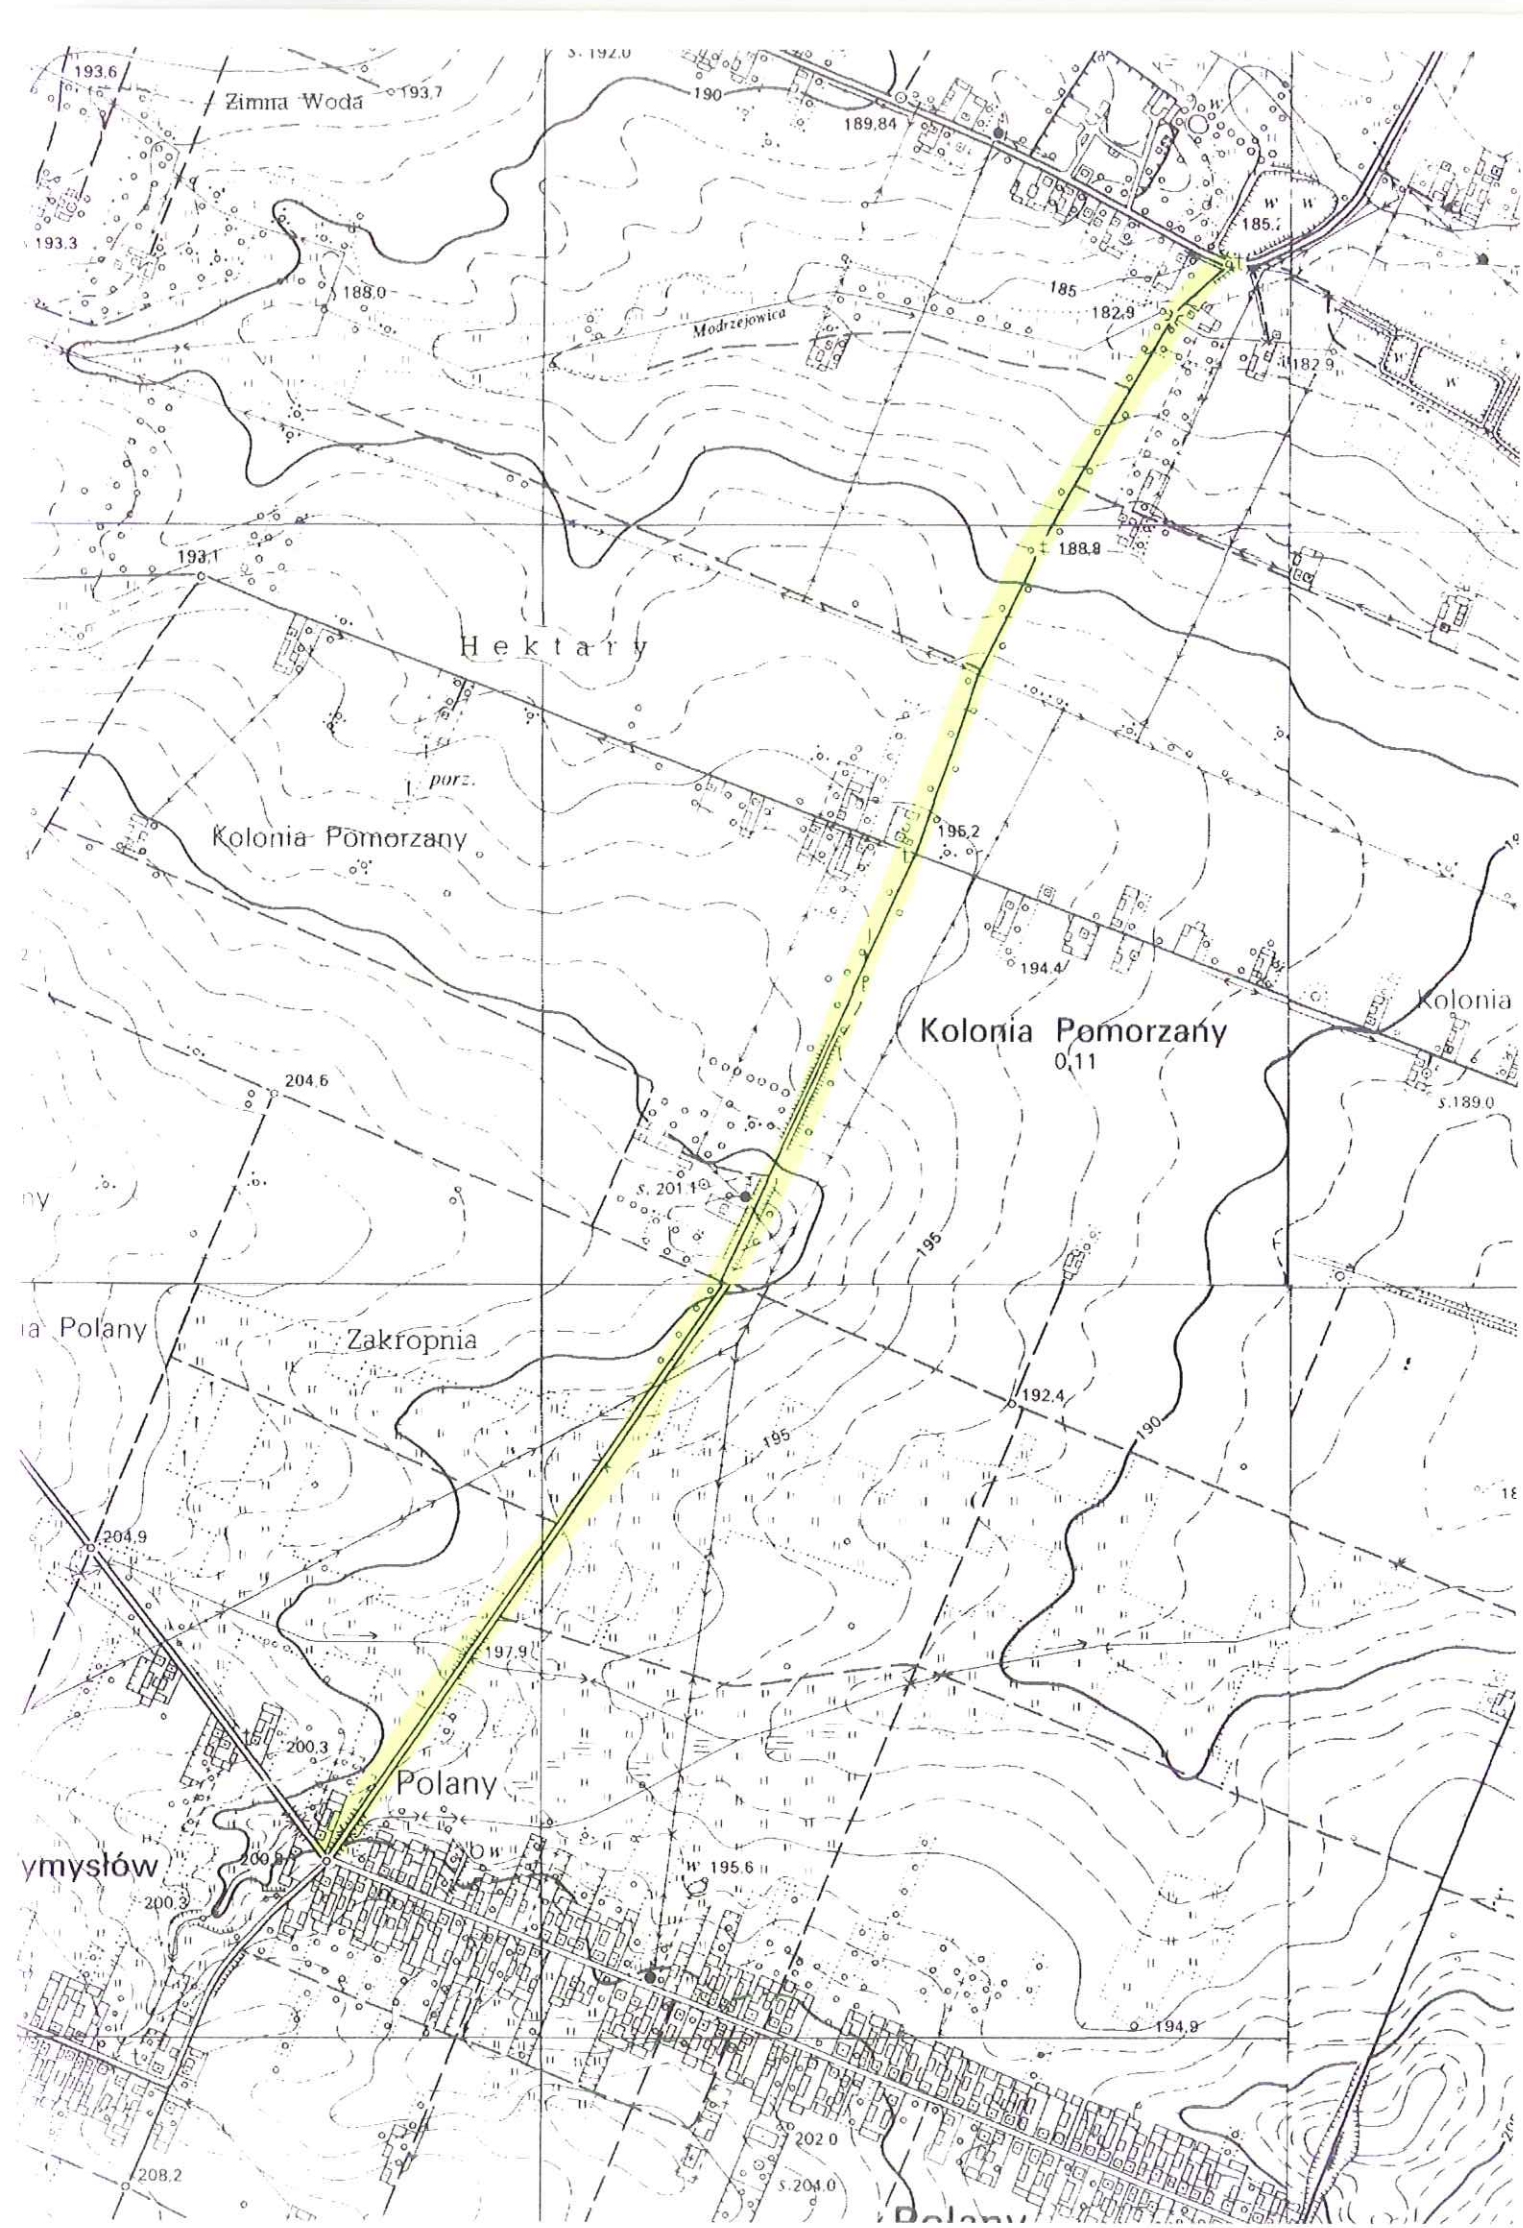 s. 192.0
193.6
Zimna Woda
193,7
190
189,84
193.3
185.
188.0
185
182,9
Modrzejowica
182.9
193,1
188.8
Hektary
porz.
Kolonia Pomorzany
195,2
194.4
Kolonia
Kolonia Pomorzany
0,11
204.6
s.189.0
s. 201.1
ny
195
ia Polany
Zakropnia
192.4
190
195
18
204.9
197.9
200,3
Polany
w
ymysłów
200,3
w 195.6
194,9
202.0
208,2
s.204.0
Polany